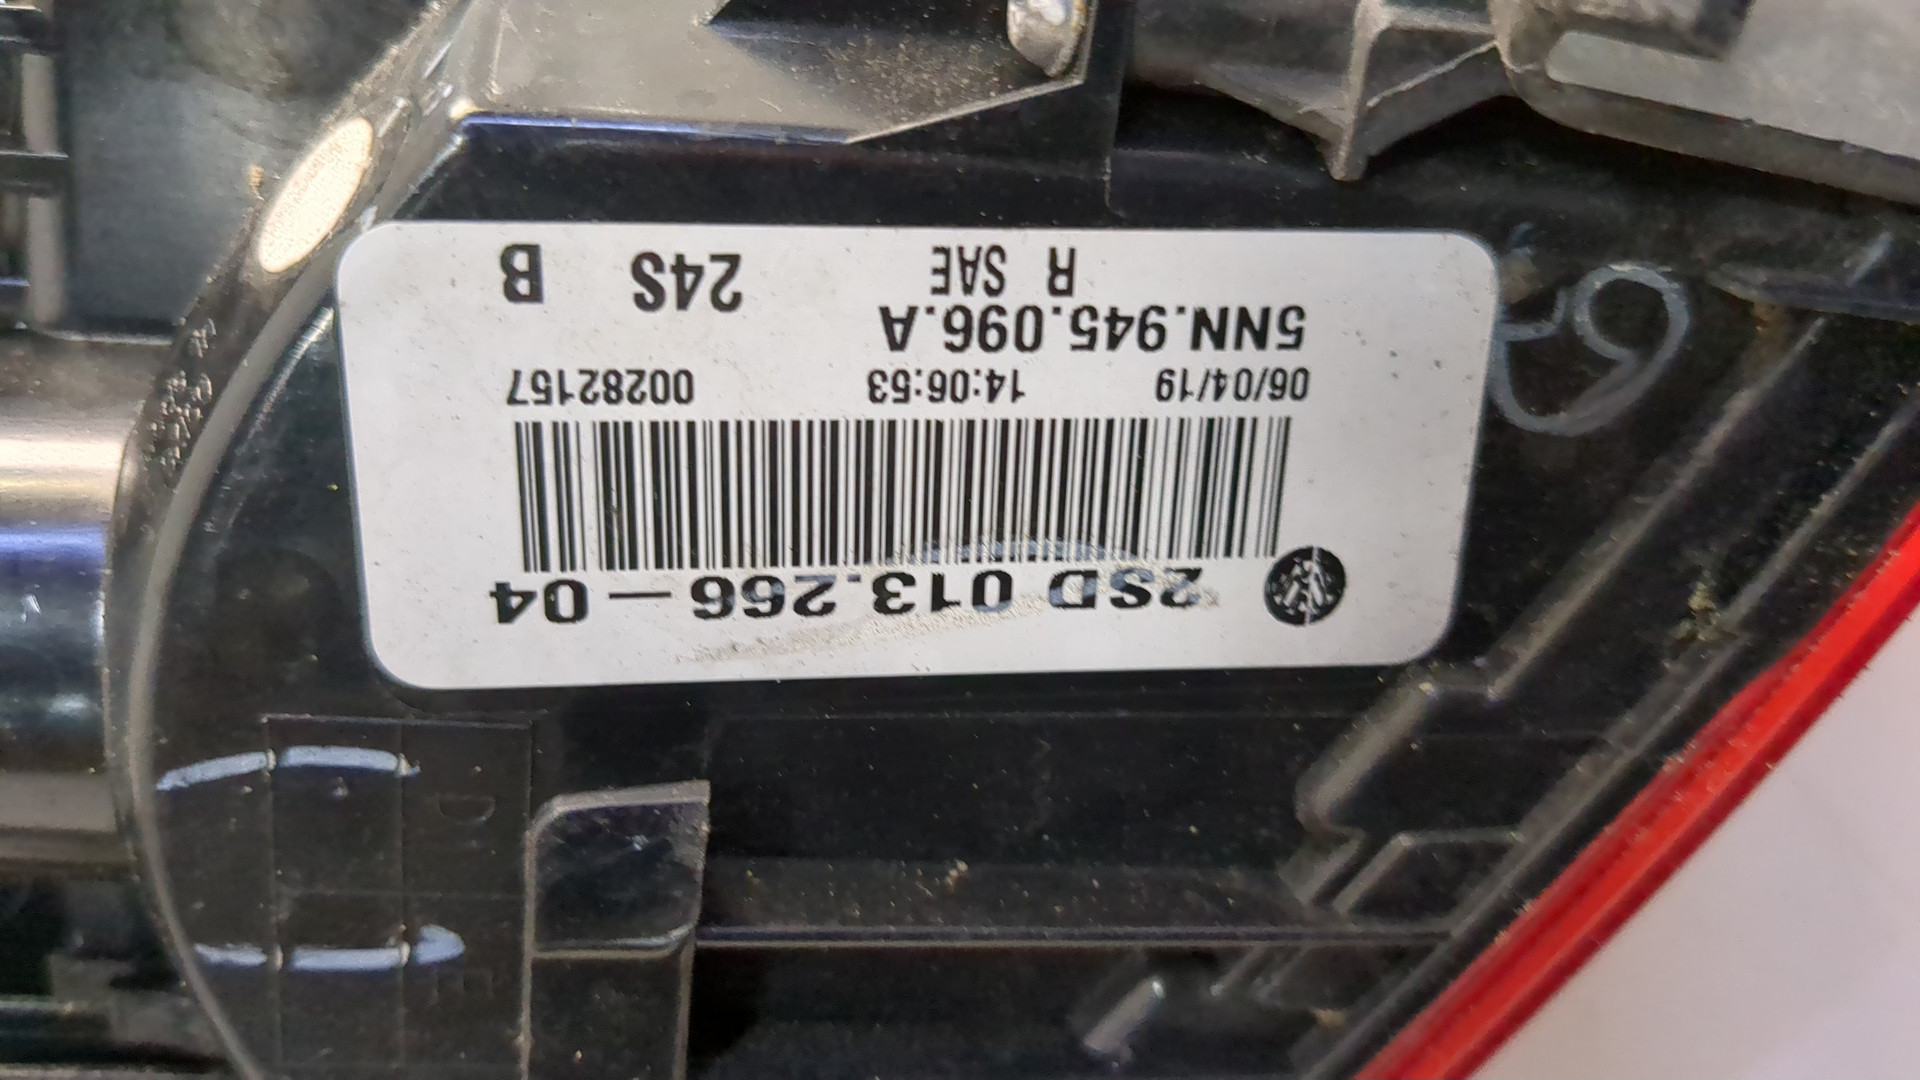 2SD 013.266-04
06/04/19 14:06:53 00282157
5NN.945.096.A
R SAE 24S B